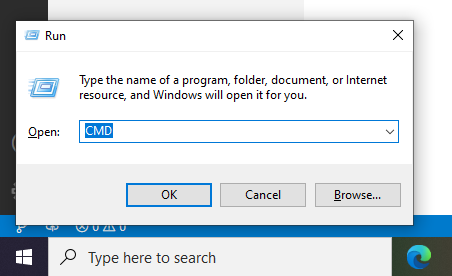 Run
Type the name of a program, folder, document, or Internet
resource, and Windows will open it for you.
Open:
CMD
OK
Cancel
Browse...
0
0
Type here to search